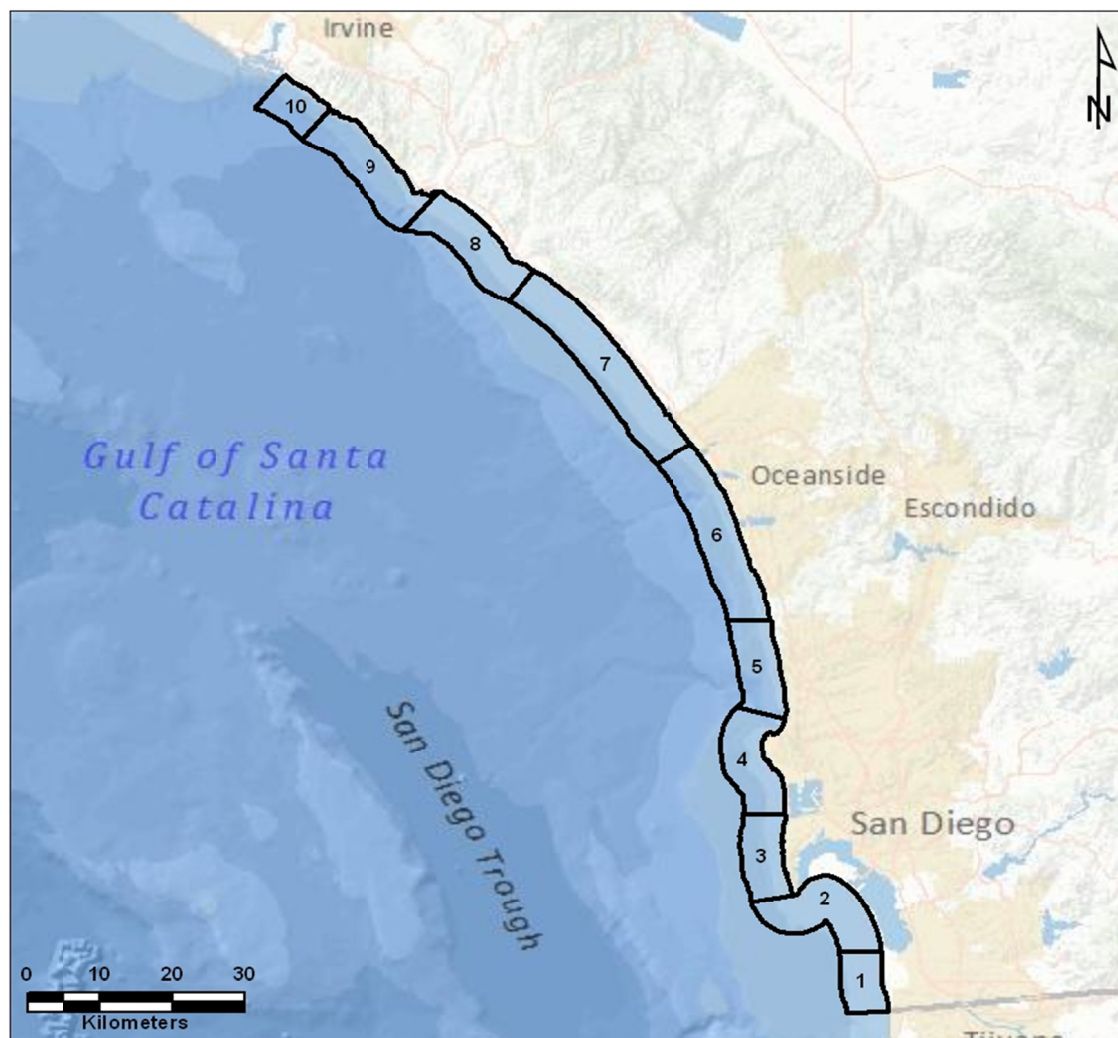 Irvine
N
10
9
8
7
Gulf of Santa
Catalina
Oceanside
Escondido
6
5
San Diego Trough
4
San Diego
3
2
1
0 10 20 30
Kilometers
Tijuana